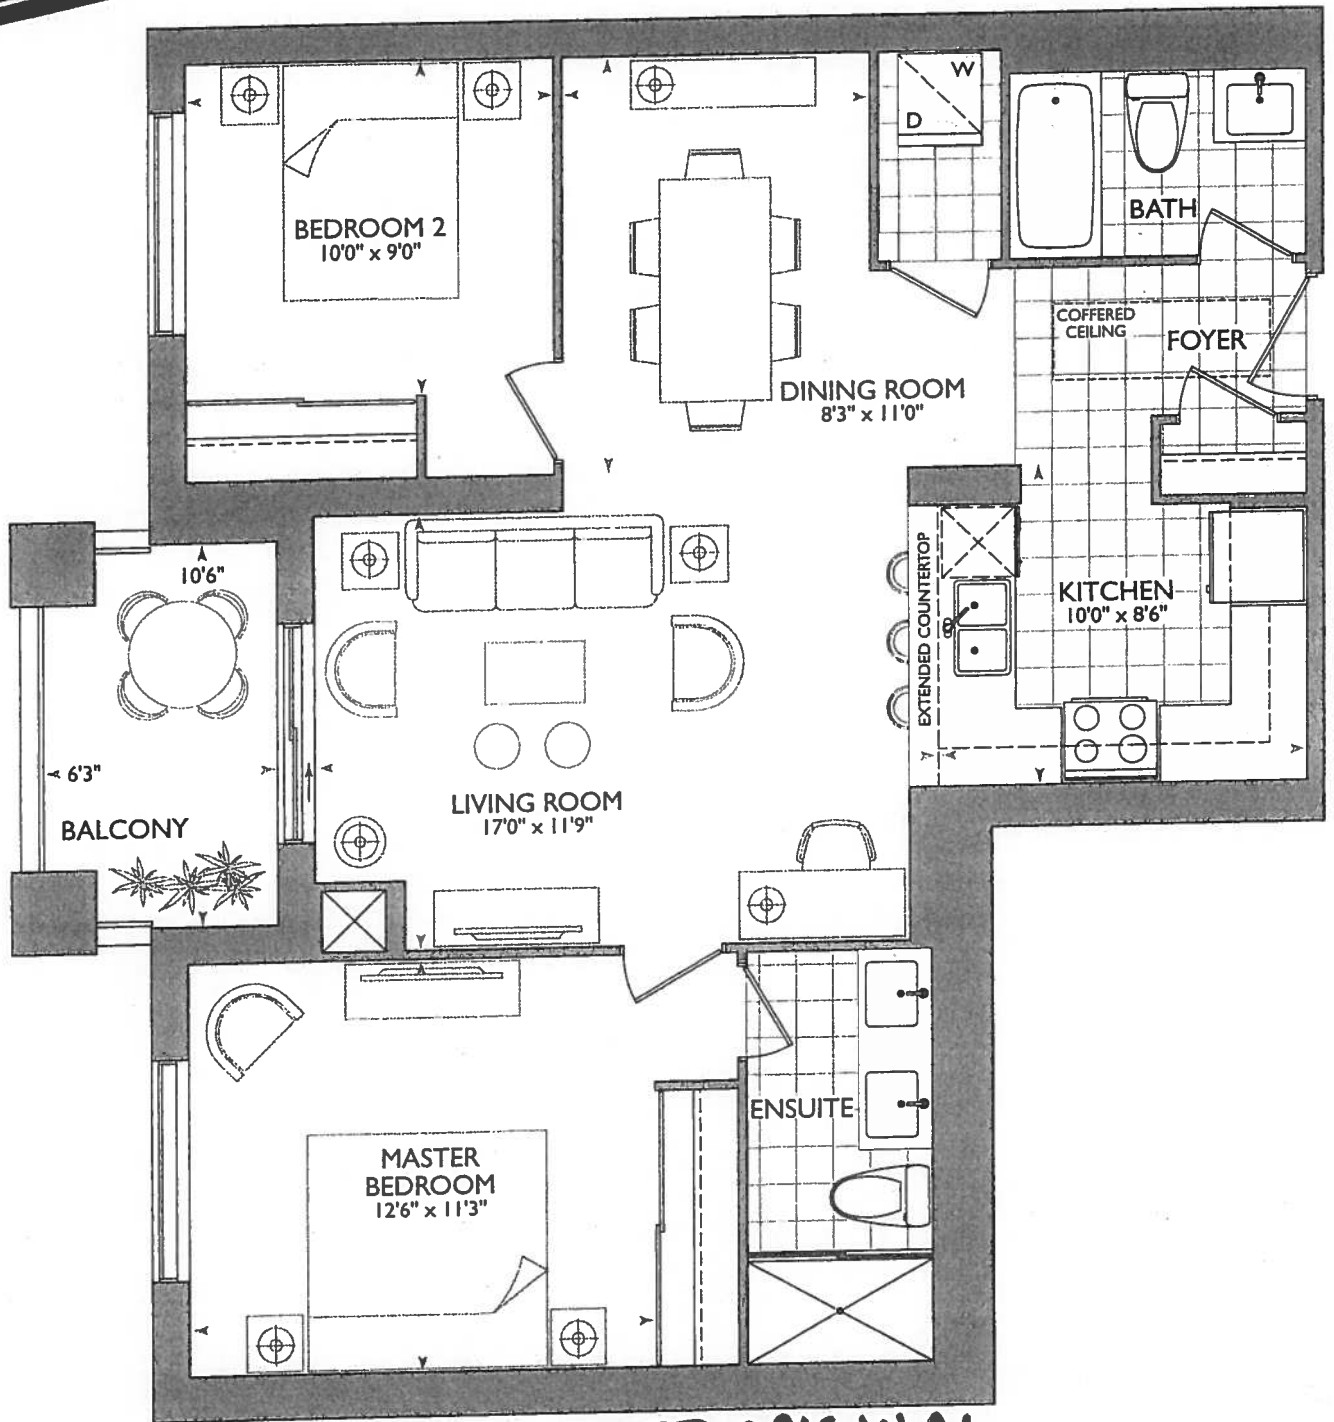 W
D
BATH
BEDROOM 2
10'0" x 9'0"
COFFERED
CEILING
FOYER
DINING ROOM
8'3" x 11'0"
10'6"
EXTENDED COUNTERTOP
KITCHEN
10'0" x 8'6"
6'3"
BALCONY
LIVING ROOM
17'0" x 11'9"
ENSUITE
MASTER
BEDROOM
12'6" x 11'3"